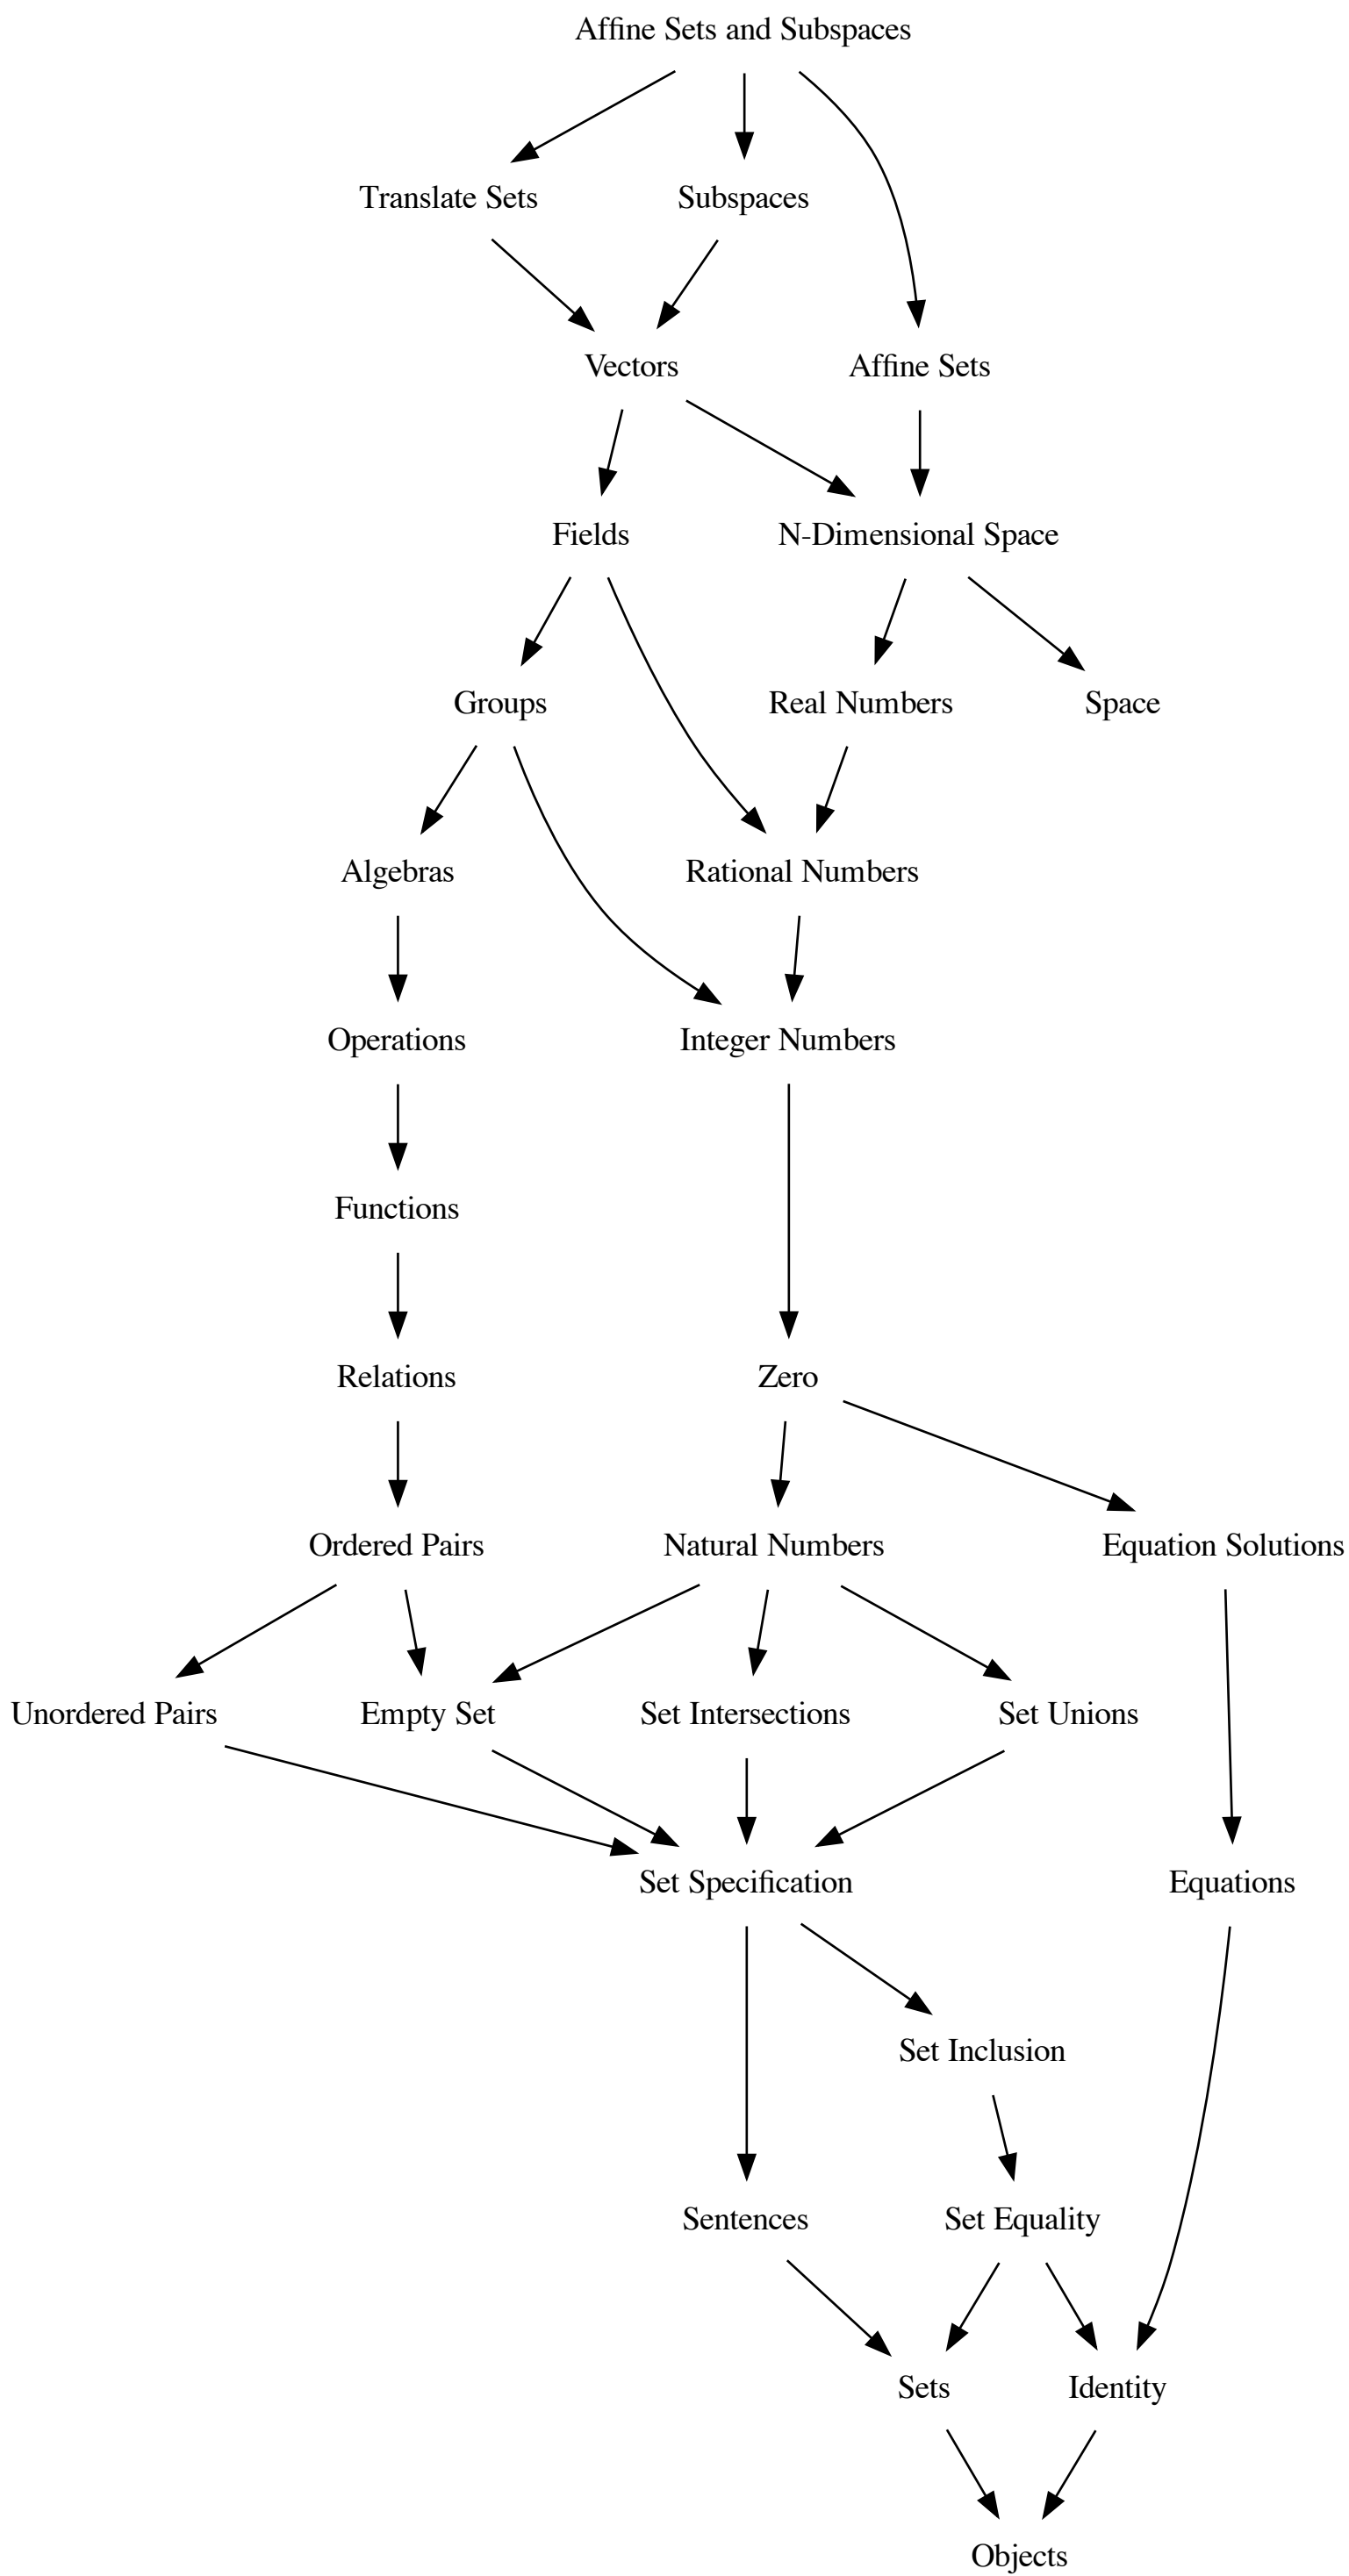 Affine Sets and Subspaces
Translate Sets
Subspaces
Vectors
Affine Sets
Fields
N-Dimensional Space
Groups
Real Numbers
Space
Algebras
Rational Numbers
Operations
Integer Numbers
Functions
Relations
Zero
Ordered Pairs
Natural Numbers
Equation Solutions
Unordered Pairs
Empty Set
Set Intersections
Set Unions
Set Specification
Equations
Set Inclusion
Sentences
Set Equality
Sets
Identity
Objects